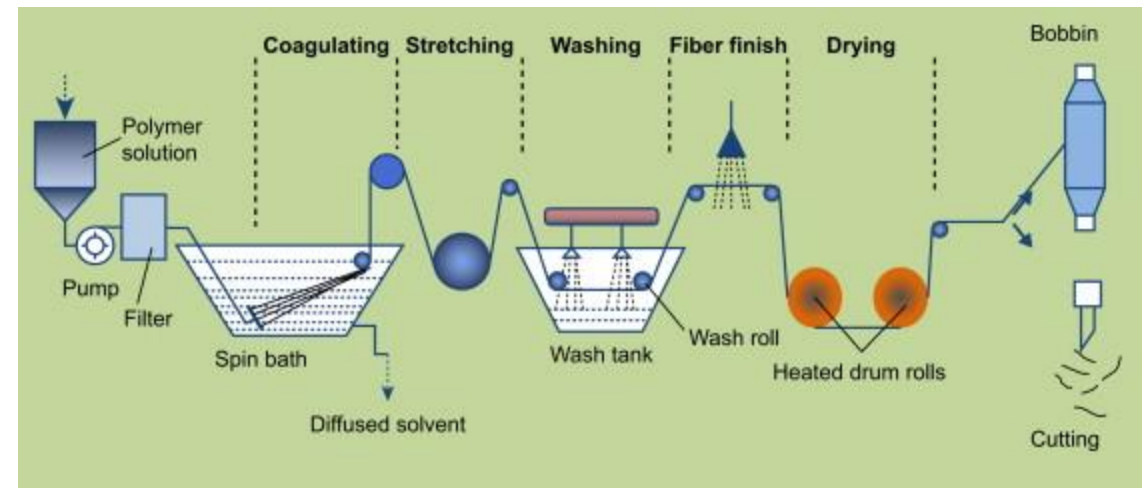 Coagulating
Stretching
Washing
Fiber finish
Drying
Bobbin
Polymer
solution
Pump
Filter
Spin bath
Diffused solvent
Wash tank
Wash roll
Heated drum rolls
Cutting